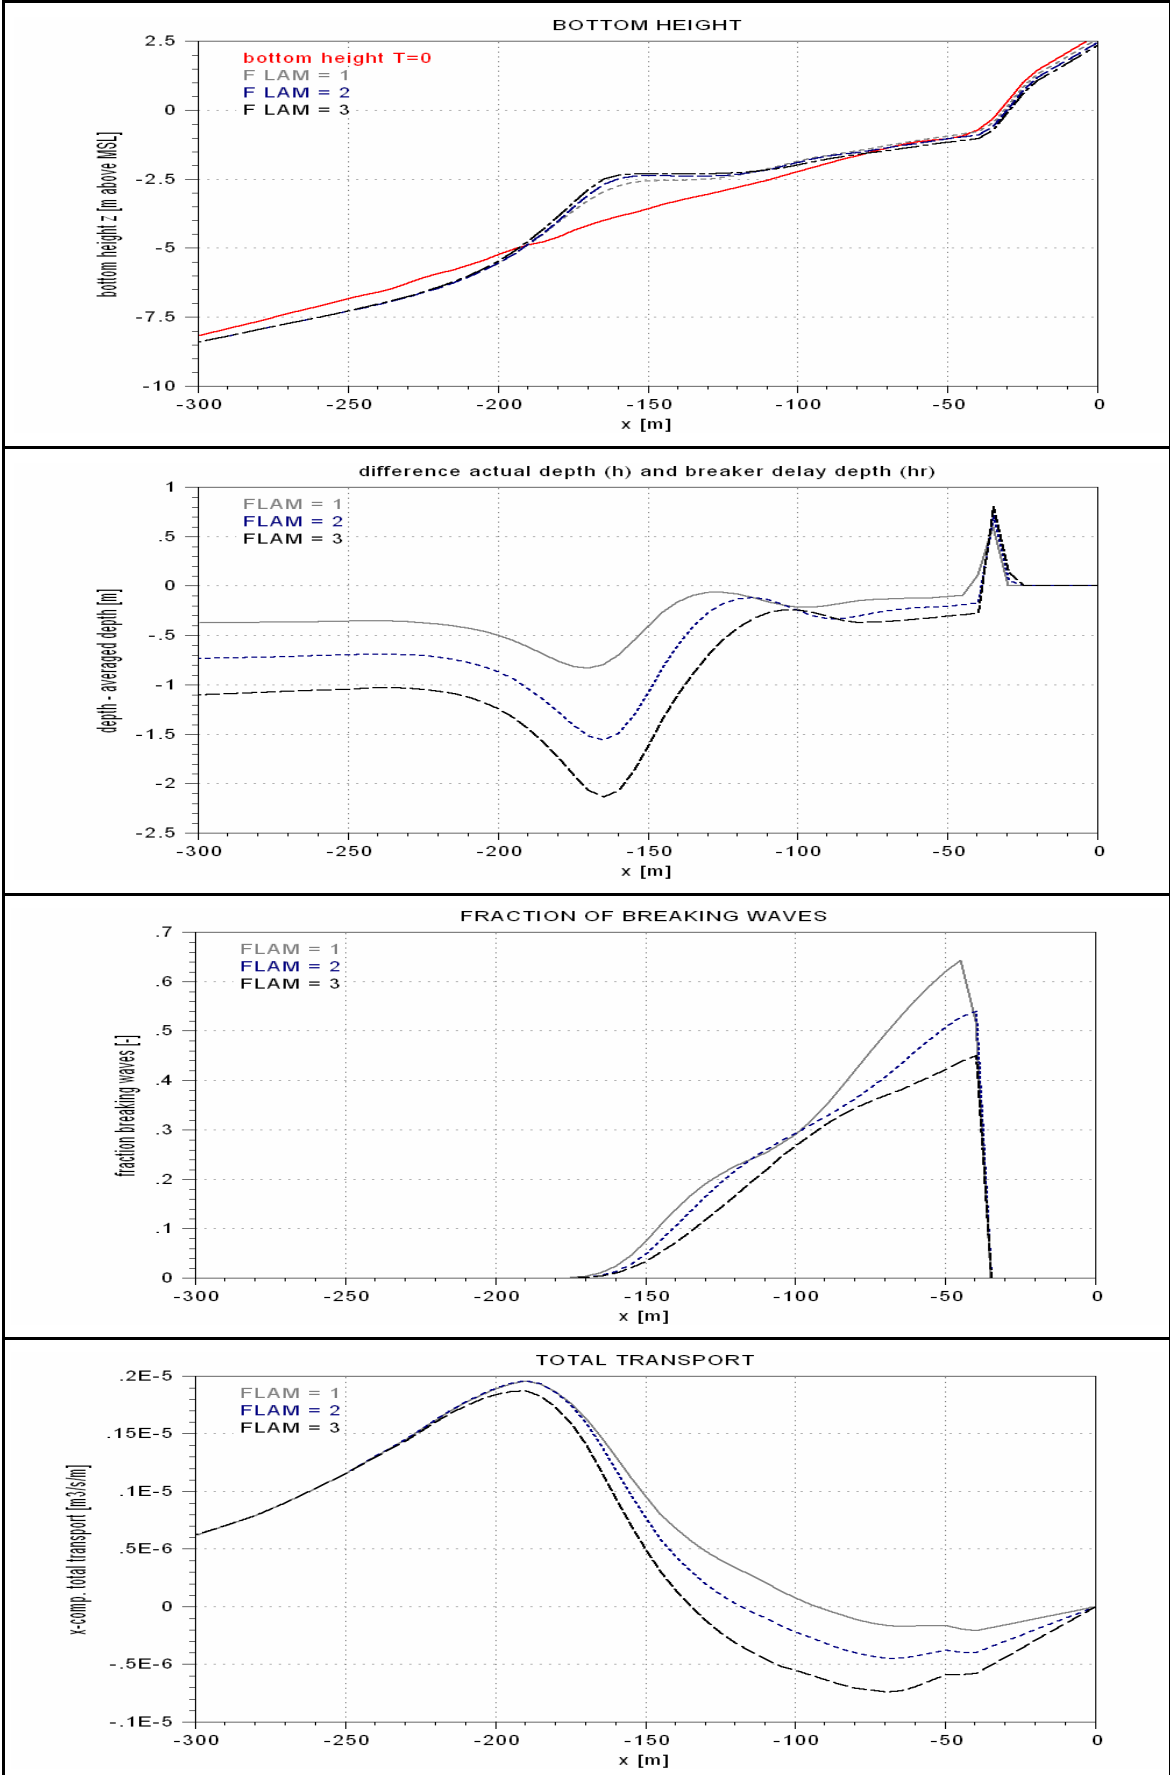 BOTTOM HEIGHT
bottom height T=0
F LAM = 1
F LAM = 2
F LAM = 3
2.5
0
-2.5
-5
-7.5
-10
bottom height z [m above MSL]
-300 -250 -200 -150 -100 -50 0
x [m]
difference actual depth (h) and breaker delay depth (hr)
FLAM = 1
FLAM = 2
FLAM = 3
1
.5
0
-.5
-1
-1.5
-2
-2.5
depth - averaged depth [m]
-300 -250 -200 -150 -100 -50 0
x [m]
FRACTION OF BREAKING WAVES
FLAM = 1
FLAM = 2
FLAM = 3
.7
.6
.5
.4
.3
.2
.1
0
fraction breaking waves [-]
-300 -250 -200 -150 -100 -50 0
x [m]
TOTAL TRANSPORT
FLAM = 1
FLAM = 2
FLAM = 3
.2E-5
.15E-5
.1E-5
.5E-6
0
-.5E-6
-.1E-5
x-comp. total transport [m3/s/m]
-300 -250 -200 -150 -100 -50 0
x [m]